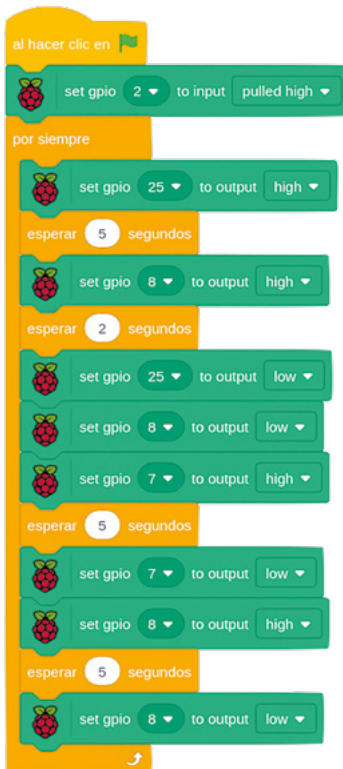 al hacer clic en
set gpio 2 to input pulled high
por siempre
set gpio 25 to output high
esperar 5 segundos
set gpio 8 to output high
esperar 2 segundos
set gpio 25 to output low
set gpio 8 to output low
set gpio 7 to output high
esperar 5 segundos
set gpio 7 to output low
set gpio 8 to output high
esperar 5 segundos
set gpio 8 to output low